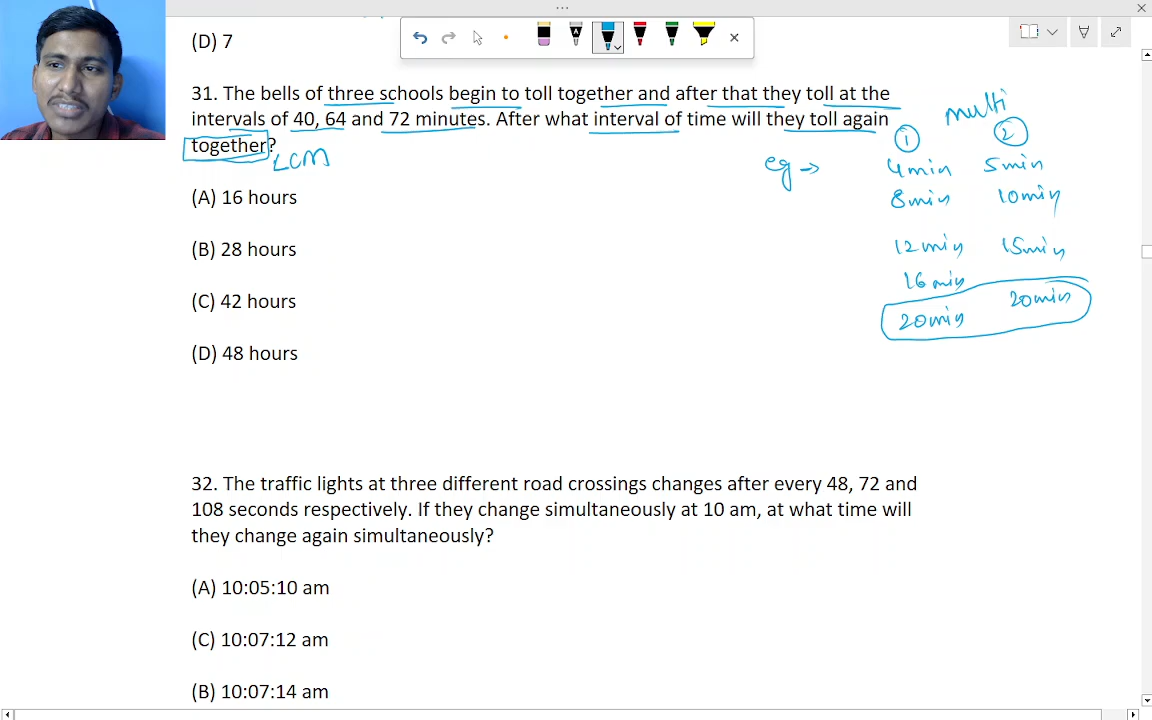 (D) 7
31. The bells of three schools begin to toll together and after that they toll at the
intervals of 40, 64 and 72 minutes. After what interval of time will they toll again
together?
LCM
multi
1 2
eg → 4min 5min
8min 10min
12min 15min
16min
20min 20min
(A) 16 hours
(B) 28 hours
(C) 42 hours
(D) 48 hours
32. The traffic lights at three different road crossings changes after every 48, 72 and
108 seconds respectively. If they change simultaneously at 10 am, at what time will
they change again simultaneously?
(A) 10:05:10 am
(C) 10:07:12 am
(B) 10:07:14 am